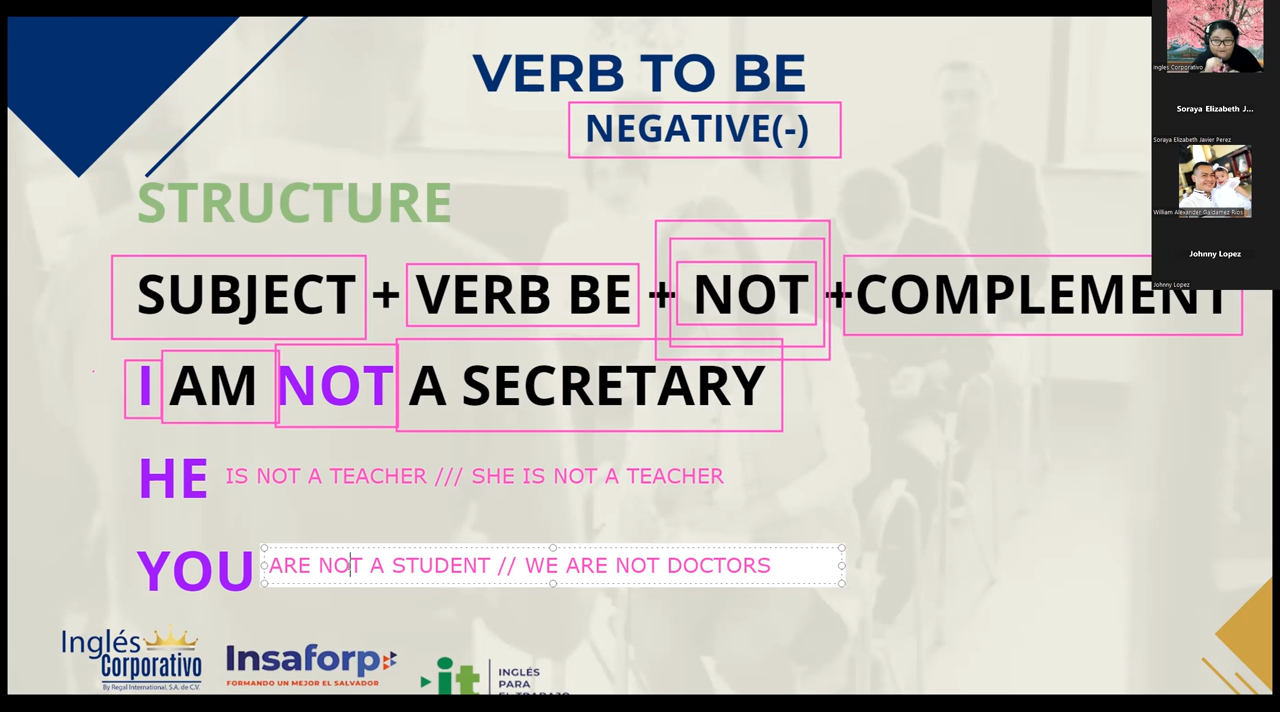 VERB TO BE
NEGATIVE(-)
STRUCTURE
SUBJECT + VERB BE + NOT +COMPLEMENT
I AM NOT A SECRETARY
HE IS NOT A TEACHER /// SHE IS NOT A TEACHER
YOU ARE NOT A STUDENT // WE ARE NOT DOCTORS
Inglés Corporativo
Soraya Elizabeth J...
Soraya Elizabeth Javier Perez
William Alexander Galdamez Rios
Johnny Lopez
Johnny Lopez
Inglés
Corporativo
By Regal International, S.A. de C.V.
Insaforp
FORMANDO UN MEJOR EL SALVADOR
it
INGLÉS
PARA
EL TRABAJO